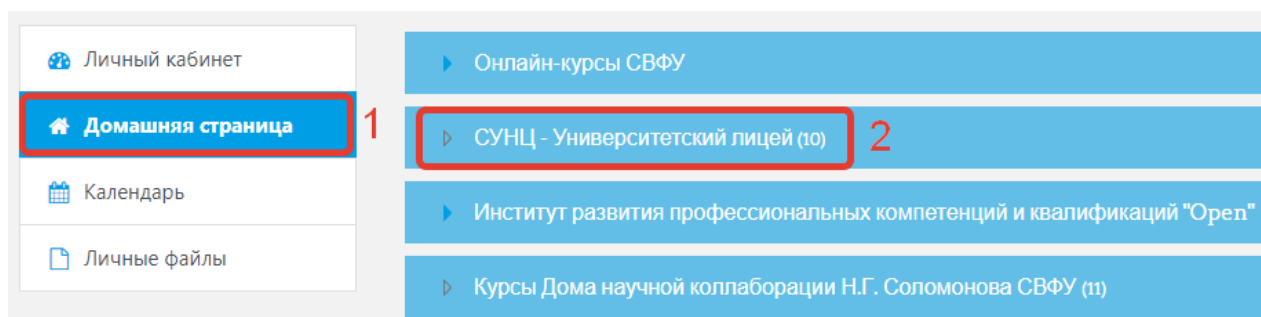 Личный кабинет
Домашняя страница
1
Календарь
Личные файлы
Онлайн-курсы СВФУ
СУНЦ - Университетский лицей (10)
2
Институт развития профессиональных компетенций и квалификаций "Open"
Курсы Дома научной коллаборации Н.Г. Соломонова СВФУ (11)